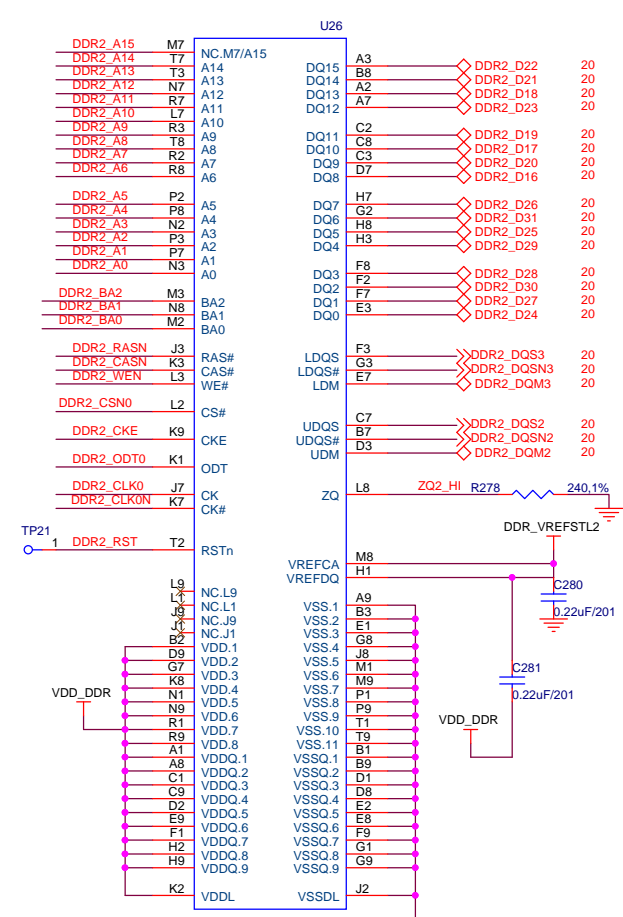 U26
DDR2_A15 M7 NC.M7/A15
DDR2_A14 T7 A14 DQ15 A3 DDR2_D22 20
DDR2_A13 T3 A13 DQ14 B8 DDR2_D21 20
DDR2_A12 N7 A12 DQ13 A2 DDR2_D18 20
DDR2_A11 R7 A11 DQ12 A7 DDR2_D23 20
DDR2_A10 L7 A10
DDR2_A9 R3 A9 DQ11 C2 DDR2_D19 20
DDR2_A8 T8 A8 DQ10 C8 DDR2_D17 20
DDR2_A7 R2 A7 DQ9 C3 DDR2_D20 20
DDR2_A6 R8 A6 DQ8 D7 DDR2_D16 20
DDR2_A5 P2 A5 DQ7 H7 DDR2_D26 20
DDR2_A4 P8 A4 DQ6 G2 DDR2_D31 20
DDR2_A3 N2 A3 DQ5 H8 DDR2_D25 20
DDR2_A2 P3 A2 DQ4 H3 DDR2_D29 20
DDR2_A1 P7 A1
DDR2_A0 N3 A0 DQ3 F8 DDR2_D28 20
DQ2 F2 DDR2_D30 20
DDR2_BA2 M3 BA2 DQ1 F7 DDR2_D27 20
DDR2_BA1 N8 BA1 DQ0 E3 DDR2_D24 20
DDR2_BA0 M2 BA0
DDR2_RASN J3 RAS# LDQS F3 DDR2_DQS3 20
DDR2_CASN K3 CAS# LDQS# G3 DDR2_DQSN3 20
DDR2_WEN L3 WE# LDM E7 DDR2_DQM3 20
DDR2_CSN0 L2 CS# UDQS C7 DDR2_DQS2 20
DDR2_CKE K9 CKE UDQS# B7 DDR2_DQSN2 20
UDM D3 DDR2_DQM2 20
DDR2_ODT0 K1 ODT
DDR2_CLK0 J7 CK ZQ L8 ZQ2_HI R278 240,1%
DDR2_CLK0N K7 CK#
TP21 DDR_VREFSTL2
1 DDR2_RST T2 RSTn
VREFCA M8
VREFDQ H1
L9 NC.L9 C280
L1 NC.L1 VSS.1 A9 0.22uF/201
J9 NC.J9 VSS.2 B3
J1 NC.J1 VSS.3 E1
B2 VDD.1 VSS.4 G8
D9 VDD.2 VSS.5 J8
G7 VDD.3 VSS.6 M1 C281
K8 VDD.4 VSS.7 M9
VDD_DDR N1 VDD.5 VSS.8 P1 0.22uF/201
N9 VDD.6 VSS.9 P9
R1 VDD.7 VSS.10 T1 VDD_DDR
R9 VDD.8 VSS.11 T9
A1 VDDQ.1 VSSQ.1 B1
A8 VDDQ.2 VSSQ.2 B9
C1 VDDQ.3 VSSQ.3 D1
C9 VDDQ.4 VSSQ.4 D8
D2 VDDQ.5 VSSQ.5 E2
E9 VDDQ.6 VSSQ.6 E8
F1 VDDQ.7 VSSQ.7 F9
H2 VDDQ.8 VSSQ.8 G1
H9 VDDQ.9 VSSQ.9 G9
K2 VDDL VSSDL J2